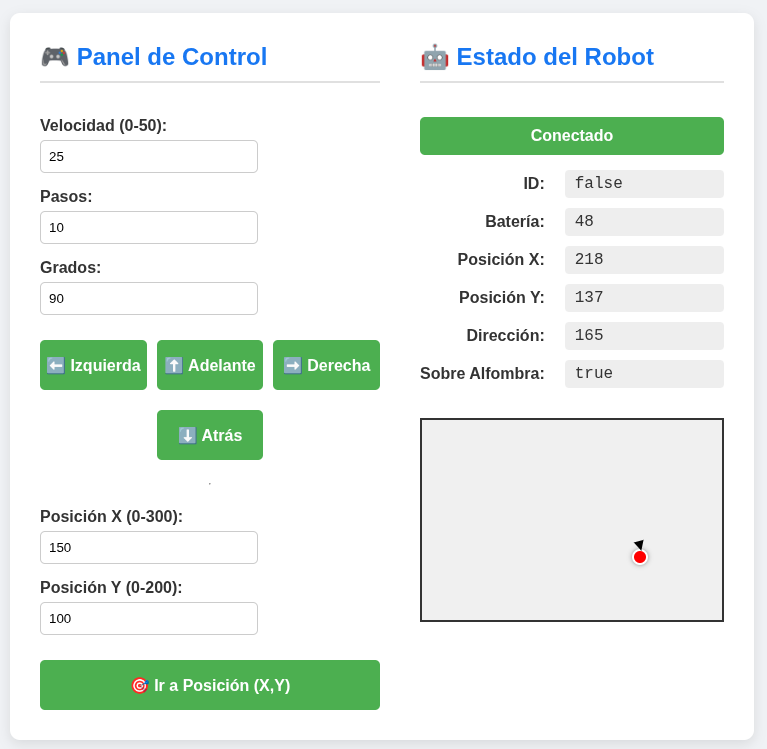 🎮 Panel de Control
Velocidad (0-50):
25
Pasos:
10
Grados:
90
⬅️ Izquierda
⬆️ Adelante
➡️ Derecha
⬇️ Atrás
.
Posición X (0-300):
150
Posición Y (0-200):
100
🎯 Ir a Posición (X,Y)
🤖 Estado del Robot
Conectado
ID: false
Batería: 48
Posición X: 218
Posición Y: 137
Dirección: 165
Sobre Alfombra: true